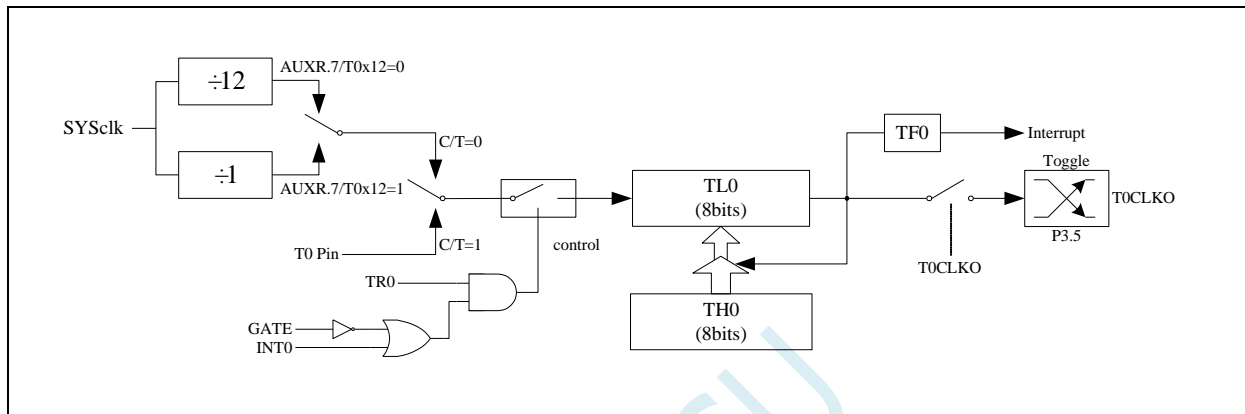 ÷12
AUXR.7/T0x12=0
SYSclk
÷1
AUXR.7/T0x12=1
C/T=0
C/T=1
T0 Pin
control
TR0
GATE
INT0
TL0
(8bits)
TH0
(8bits)
TF0
Interrupt
Toggle
T0CLKO
P3.5
T0CLKO